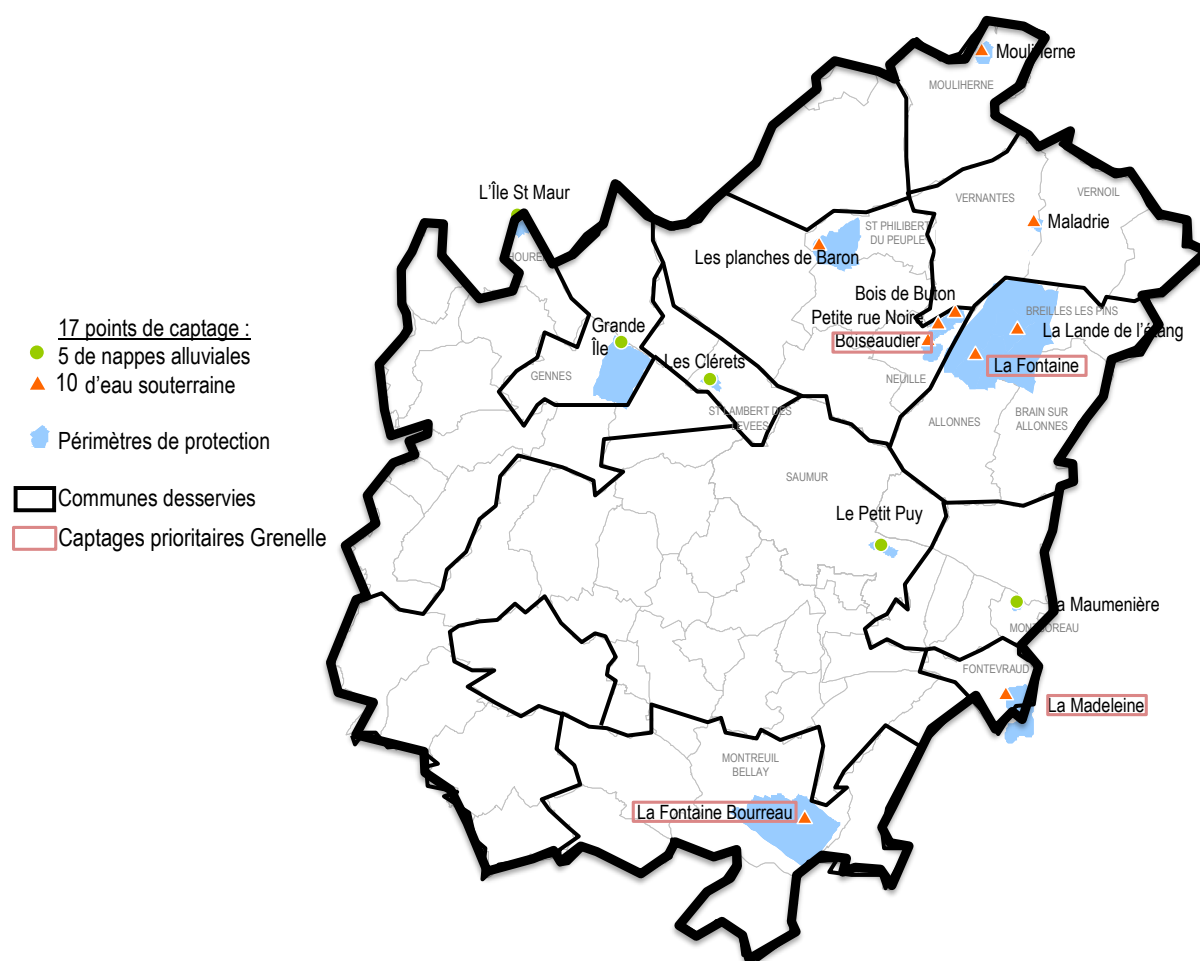 Mouliherne
MOULIHERNE
VERNANTES
VERNOIL
L'Île St Maur
ST PHILIBERT
DU PEUPLE
Maladrie
Les planches de Baron
Bois de Buton
BREILLES LES PINS
Petite rue Noire
La Lande de l'étang
Boiseaudier
La Fontaine
Grande
Île
Les Clérets
GENNES
NEUILLE
ST LAMBERT DES
LEVEES
ALLONNES
BRAIN SUR
ALLONNES
17 points de captage :
5 de nappes alluviales
10 d'eau souterraine
Périmètres de protection
Communes desservies
Captages prioritaires Grenelle
SAUMUR
Le Petit Puy
La Maumenière
FONTEVRAUD
La Madeleine
MONTREUIL
BELLAY
La Fontaine Bourreau